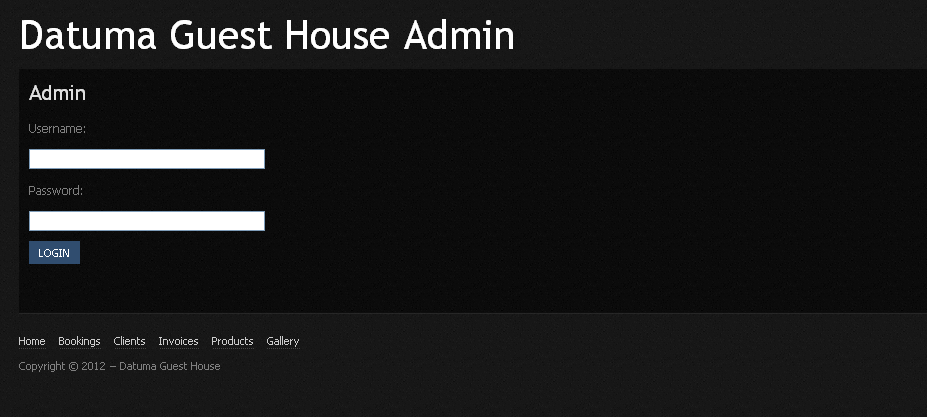 Datuma Guest House Admin
Admin
Username:
Password:
LOGIN
Home Bookings Clients Invoices Products Gallery
Copyright © 2012 – Datuma Guest House